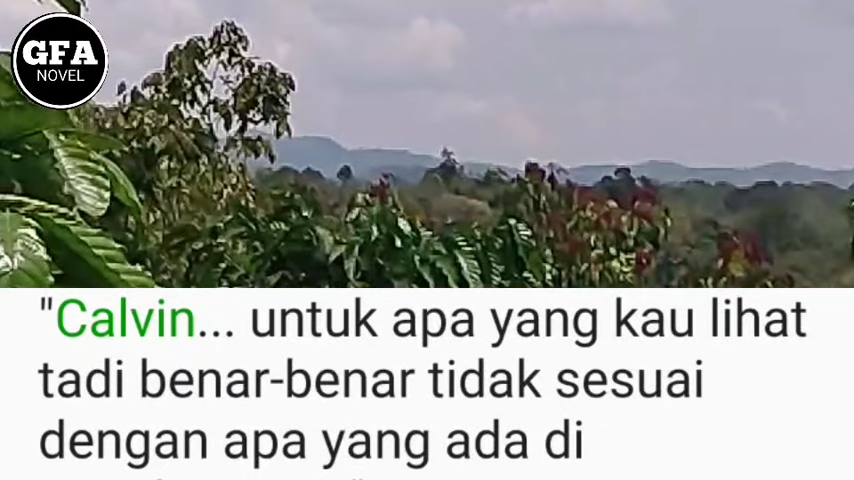 GFA
NOVEL
"Calvin... untuk apa yang kau lihat
tadi benar-benar tidak sesuai
dengan apa yang ada di